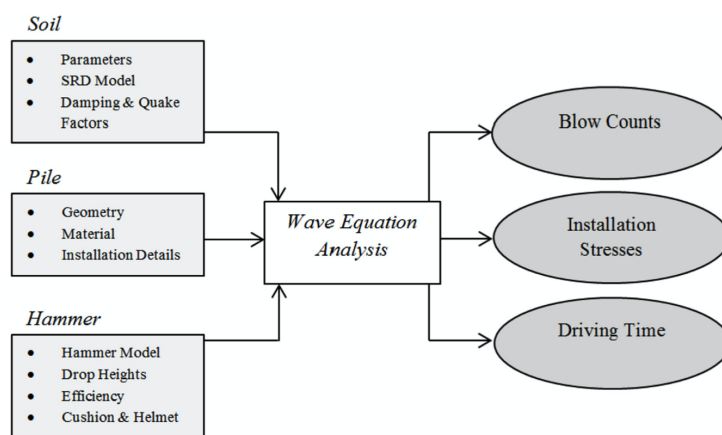 Soil
• Parameters
• SRD Model
• Damping & Quake
Factors
Pile
• Geometry
• Material
• Installation Details
Hammer
• Hammer Model
• Drop Heights
• Efficiency
• Cushion & Helmet
Wave Equation
Analysis
Blow Counts
Installation
Stresses
Driving Time